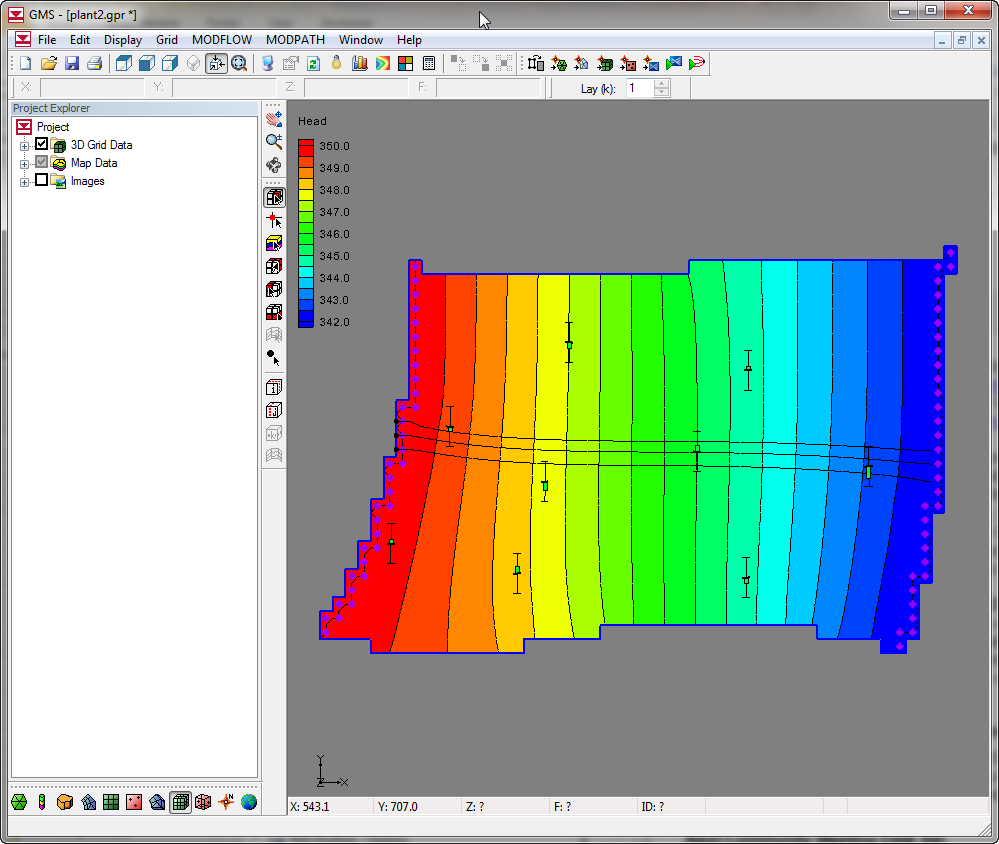 GMS - [plant2.gpr *]
File Edit Display Grid MODFLOW MODPATH Window Help
X: Y: Z: F: Lay (k): 1
Project Explorer
Project
3D Grid Data
Map Data
Images
Head
350.0
349.0
348.0
347.0
346.0
345.0
344.0
343.0
342.0
Y
Z X
X: 543.1 Y: 707.0 Z: ? F: ? ID: ?